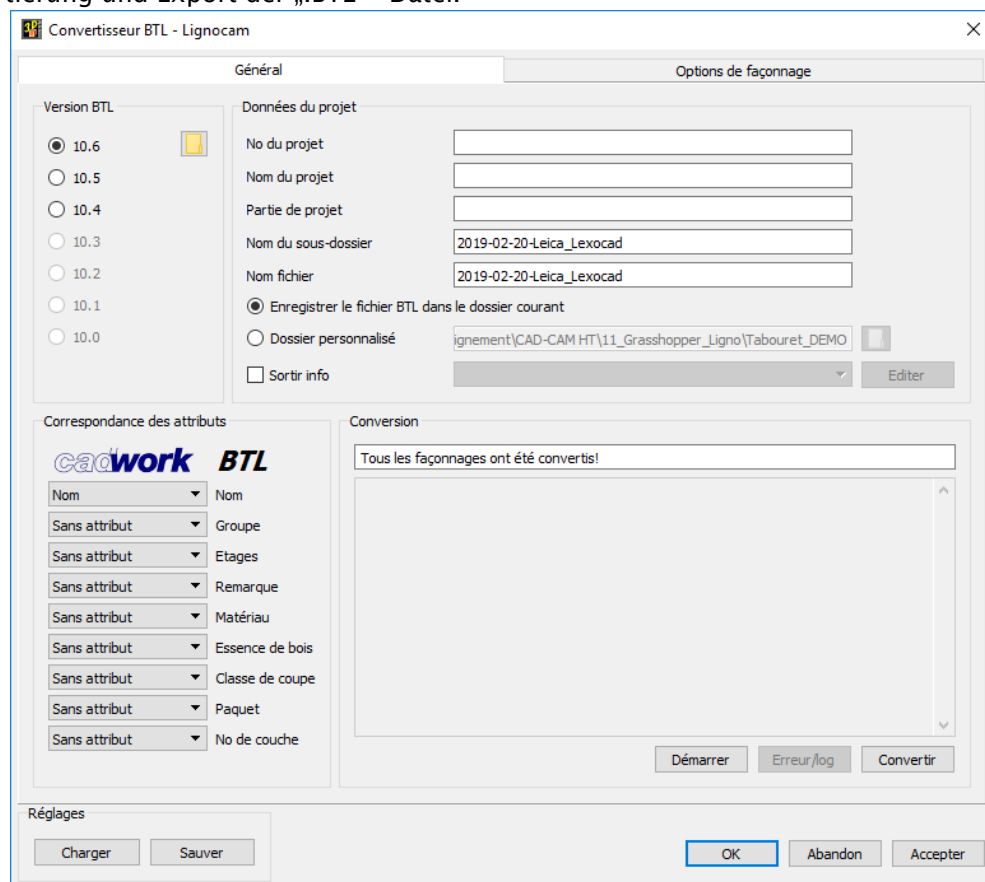 tierung und Export der „.BTL" Datei.
Convertisseur BTL - Lignocam
Général
Options de façonnage
Version BTL
10.6
10.5
10.4
10.3
10.2
10.1
10.0
Données du projet
No du projet
Nom du projet
Partie de projet
Nom du sous-dossier 2019-02-20-Leica_Lexocad
Nom fichier 2019-02-20-Leica_Lexocad
Enregistrer le fichier BTL dans le dossier courant
Dossier personnalisé ignement\CAD-CAM HT\11_Grasshopper_Ligno\Tabouret_DEMO
Sortir info Editer
Correspondance des attributs
cadwork BTL
Nom Nom
Sans attribut Groupe
Sans attribut Etages
Sans attribut Remarque
Sans attribut Matériau
Sans attribut Essence de bois
Sans attribut Classe de coupe
Sans attribut Paquet
Sans attribut No de couche
Conversion
Tous les façonnages ont été convertis!
Démarrer Erreur/log Convertir
Réglages
Charger Sauver
OK Abandon Accepter